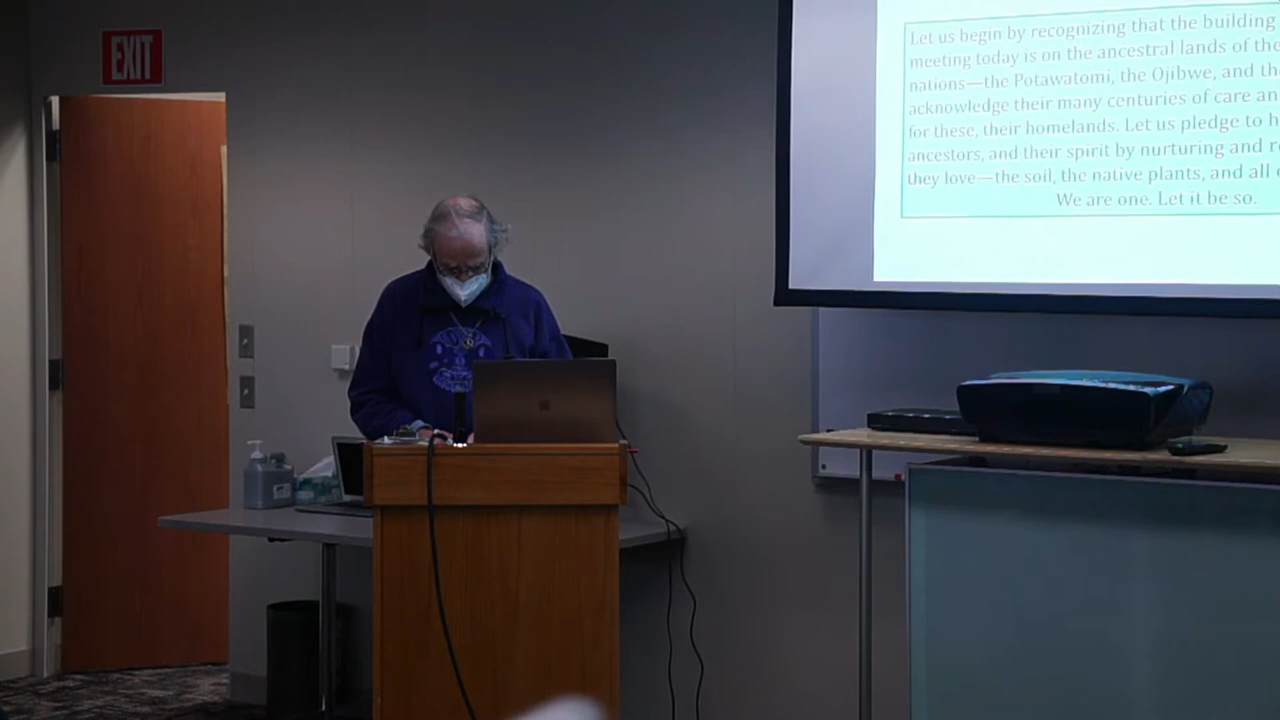 EXIT
Let us begin by recognizing that the building
meeting today is on the ancestral lands of the
nations—the Potawatomi, the Ojibwe, and the
acknowledge their many centuries of care an
for these, their homelands. Let us pledge to h
ancestors, and their spirit by nurturing and r
they love—the soil, the native plants, and all
We are one. Let it be so.